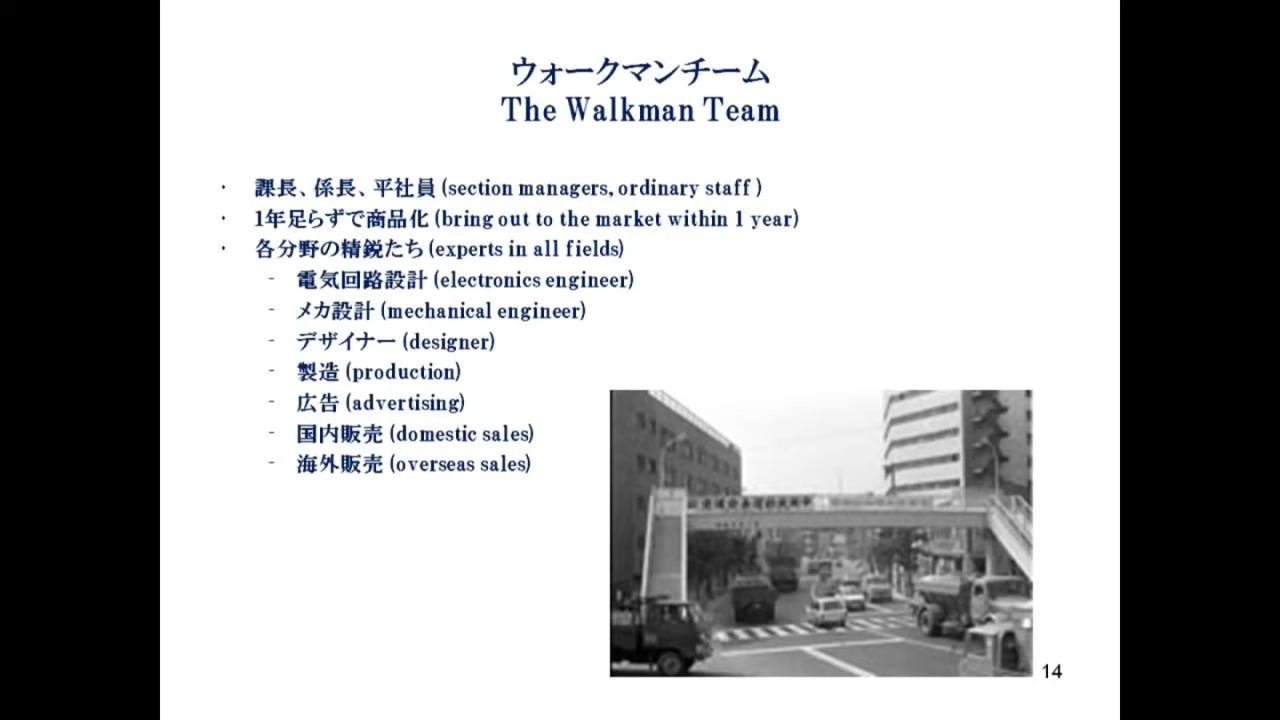 ウォークマンチーム
The Walkman Team
・ 課長、係長、平社員 (section managers, ordinary staff )
・ 1年足らずで商品化 (bring out to the market within 1 year)
・ 各分野の精鋭たち (experts in all fields)
- 電気回路設計 (electronics engineer)
- メカ設計 (mechanical engineer)
- デザイナー (designer)
- 製造 (production)
- 広告 (advertising)
- 国内販売 (domestic sales)
- 海外販売 (overseas sales)
14